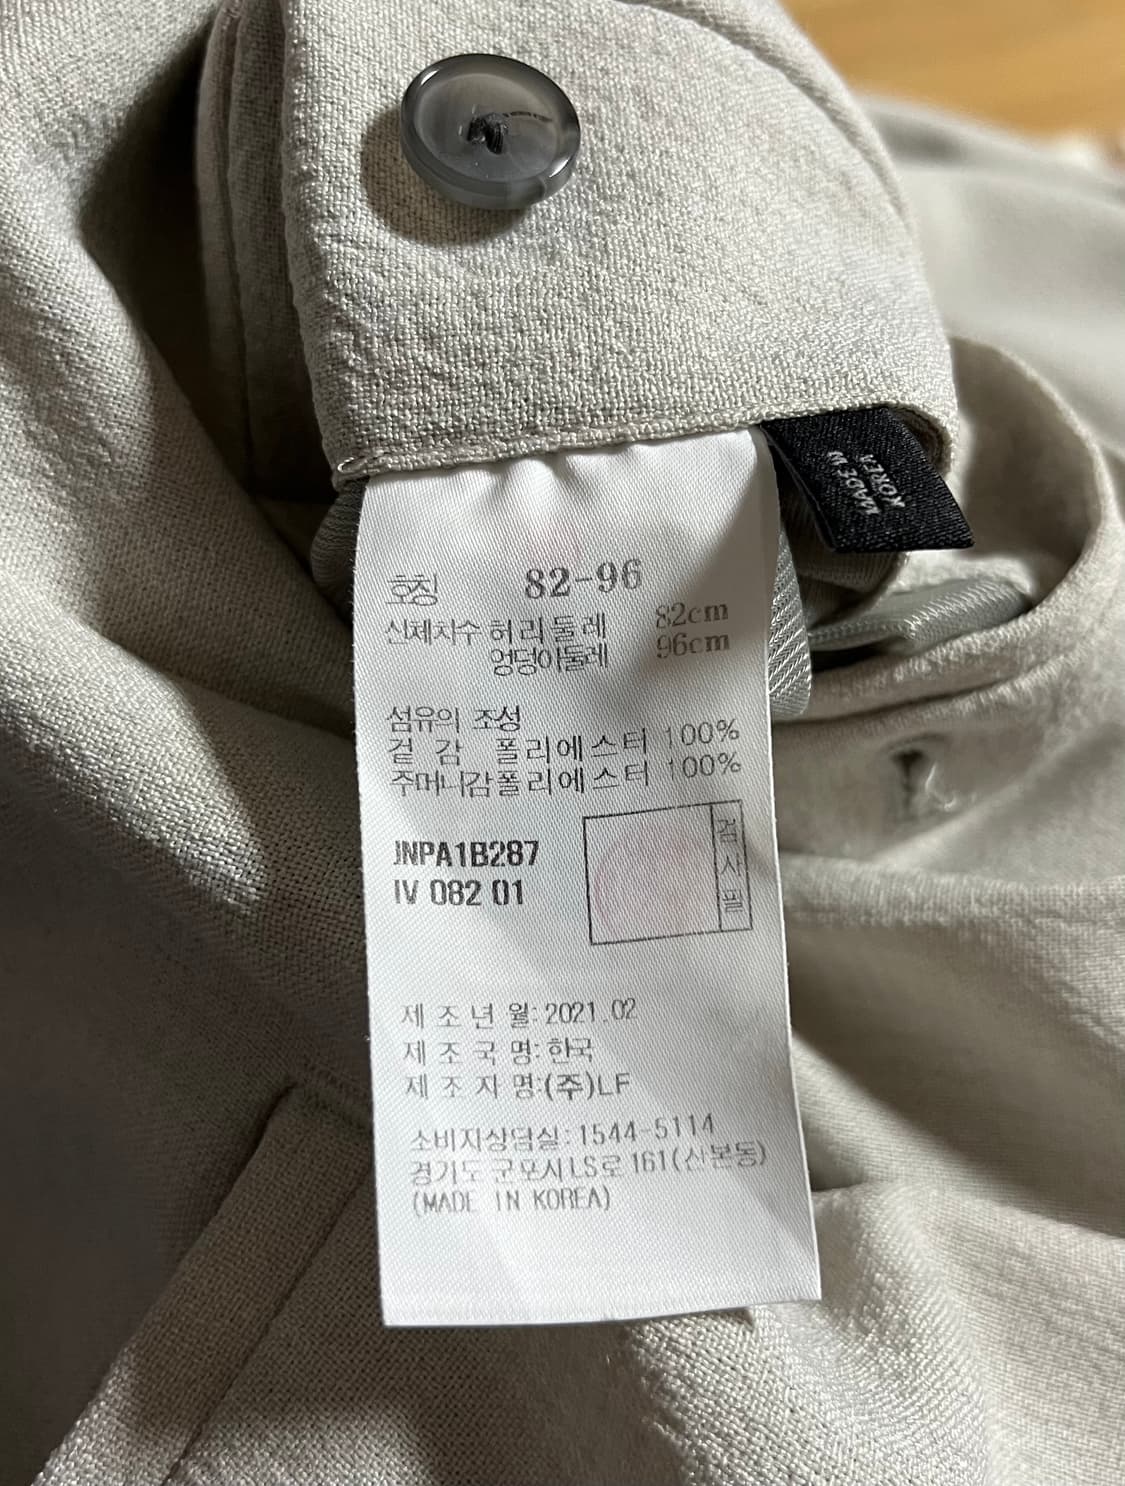 MADE IN
KOREA
호칭 82-96
신체치수 허리둘레 82cm
엉덩이둘레 96cm
섬유의 조성
겉 감 폴리에스터 100%
주머니감 폴리에스터 100%
JNPA1B287
IV 082 01
검사필
제 조 년 월: 2021.02
제 조 국 명: 한국
제 조 자 명:(주)LF
소비자상담실: 1544-5114
경기도 군포시 LS로 161(산본동)
(MADE IN KOREA)